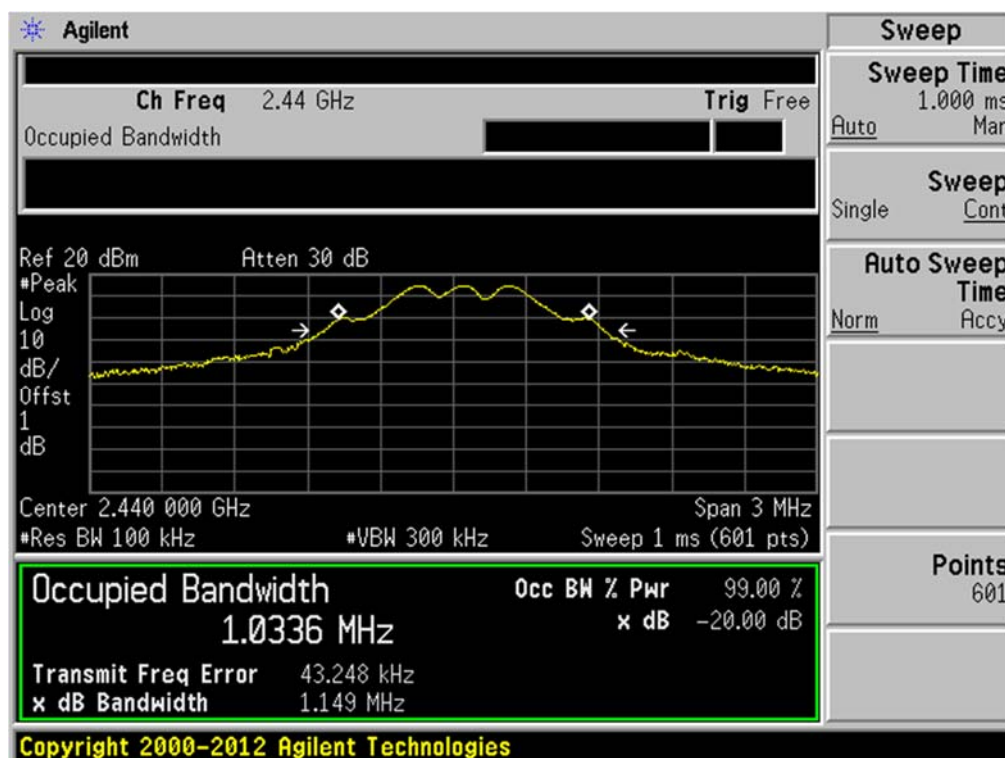 Agilent
Sweep
Ch Freq 2.44 GHz
Trig Free
Occupied Bandwidth
Sweep Time
1.000 ms
Auto Man
Sweep
Single Cont
Auto Sweep
Time
Norm Accy
Points
601
Ref 20 dBm
Atten 30 dB
#Peak
Log
10
dB/
Offst
1
dB
Center 2.440 000 GHz
Span 3 MHz
#Res BW 100 kHz
#VBW 300 kHz
Sweep 1 ms (601 pts)
Occupied Bandwidth
1.0336 MHz
Occ BW % Pwr 99.00 %
x dB -20.00 dB
Transmit Freq Error 43.248 kHz
x dB Bandwidth 1.149 MHz
Copyright 2000-2012 Agilent Technologies